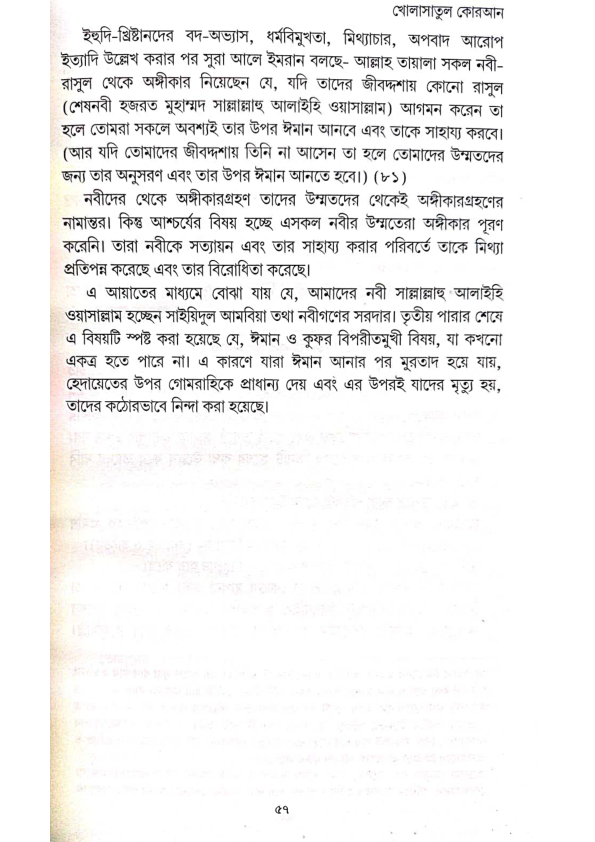 খোলাসাতুল কোরআন
ইহুদি-খ্রিষ্টানদের বদ-অভ্যাস, ধর্মবিমুখতা, মিথ্যাচার, অপবাদ আরোপ
ইত্যাদি উল্লেখ করার পর সুরা আলে ইমরান বলছে- আল্লাহ তায়ালা সকল নবী-
রাসুল থেকে অঙ্গীকার নিয়েছেন যে, যদি তাদের জীবদ্দশায় কোনো রাসুল
(শেষনবী হজরত মুহাম্মদ সাল্লাল্লাহু আলাইহি ওয়াসাল্লাম) আগমন করেন তা
হলে তোমরা সকলে অবশ্যই তার উপর ঈমান আনবে এবং তাকে সাহায্য করবে।
(আর যদি তোমাদের জীবদ্দশায় তিনি না আসেন তা হলে তোমাদের উম্মতদের
জন্য তার অনুসরণ এবং তার উপর ঈমান আনতে হবে।) (৮১)
নবীদের থেকে অঙ্গীকারগ্রহণ তাদের উম্মতদের থেকেই অঙ্গীকারগ্রহণের
নামান্তর। কিন্তু আশ্চর্যের বিষয় হচ্ছে এসকল নবীর উম্মতেরা অঙ্গীকার পূরণ
করেনি। তারা নবীকে সত্যায়ন এবং তার সাহায্য করার পরিবর্তে তাকে মিথ্যা
প্রতিপন্ন করেছে এবং তার বিরোধিতা করেছে।
এ আয়াতের মাধ্যমে বোঝা যায় যে, আমাদের নবী সাল্লাল্লাহু আলাইহি
ওয়াসাল্লাম হচ্ছেন সাইয়িদুল আমবিয়া তথা নবীগণের সরদার। তৃতীয় পারার শেষে
এ বিষয়টি স্পষ্ট করা হয়েছে যে, ঈমান ও কুফর বিপরীতমুখী বিষয়, যা কখনো
একত্র হতে পারে না। এ কারণে যারা ঈমান আনার পর মুরতাদ হয়ে যায়,
হেদায়েতের উপর গোমরাহিকে প্রাধান্য দেয় এবং এর উপরই যাদের মৃত্যু হয়,
তাদের কঠোরভাবে নিন্দা করা হয়েছে।
৫৭